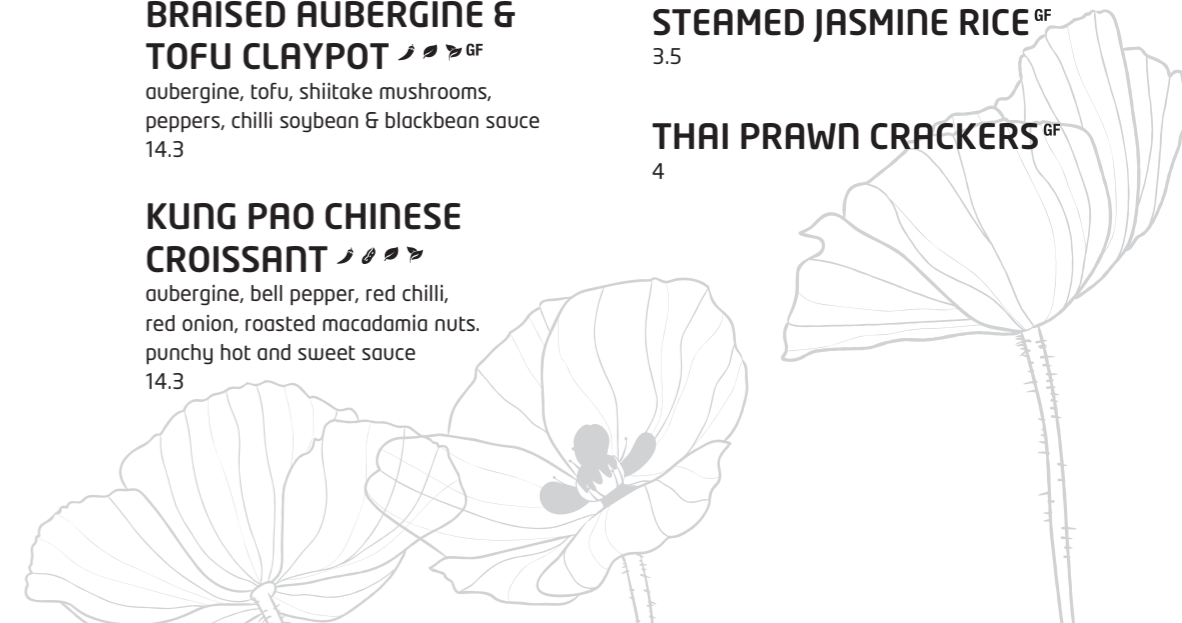 BRAISED AUBERGINE &
TOFU CLAYPOT GF
aubergine, tofu, shiitake mushrooms,
peppers, chilli soybean & blackbean sauce
14.3
KUNG PAO CHINESE
CROISSANT
aubergine, bell pepper, red chilli,
red onion, roasted macadamia nuts.
punchy hot and sweet sauce
14.3
STEAMED JASMINE RICE GF
3.5
THAI PRAWN CRACKERS GF
4